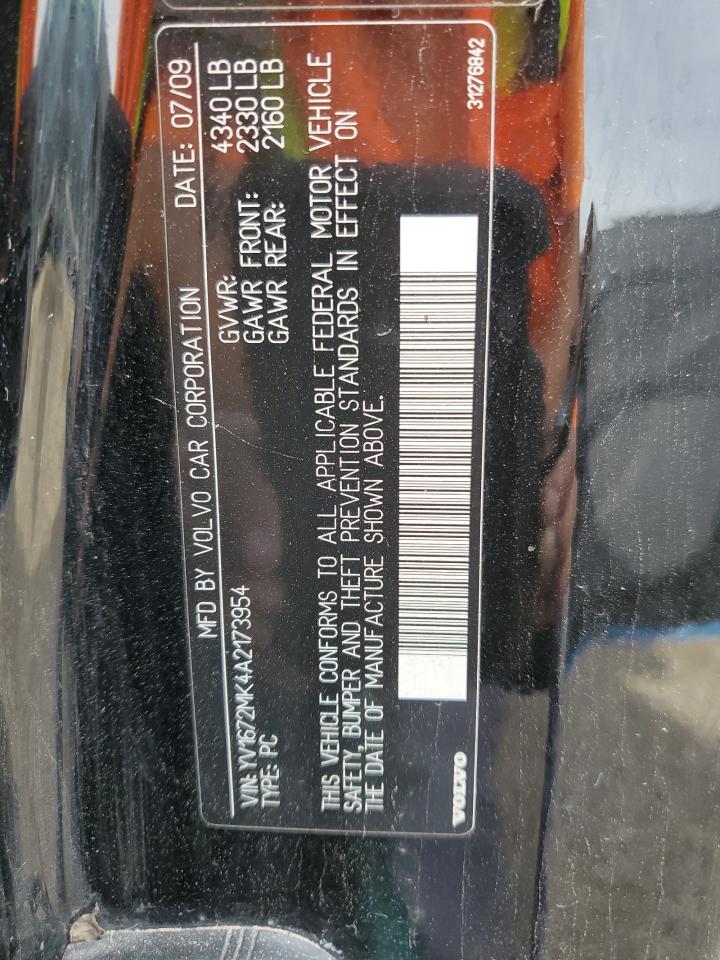 MFD BY VOLVO CAR CORPORATION DATE: 07/09
GVWR: 4340 LB
GAWR FRONT: 2330 LB
GAWR REAR: 2160 LB
VIN: YV1672MK4A2173954
TYPE: PC
THIS VEHICLE CONFORMS TO ALL APPLICABLE FEDERAL MOTOR VEHICLE
SAFETY, BUMPER AND THEFT PREVENTION STANDARDS IN EFFECT ON
THE DATE OF MANUFACTURE SHOWN ABOVE.
VOLVO
31276842